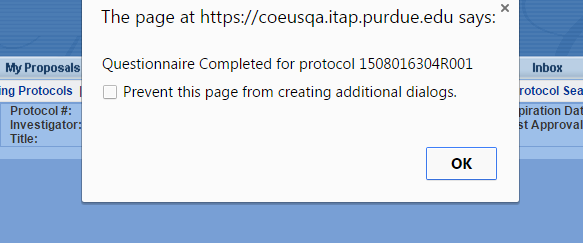 The page at https://coeusqa.itap.purdue.edu says:
×
My Proposals
Questionnaire Completed for protocol 1508016304R001
Inbox
Prevent this page from creating additional dialogs.
ing Protocols |
rotocol Sea
Protocol #:
piration Dat
Investigator:
st Approval
Title:
OK